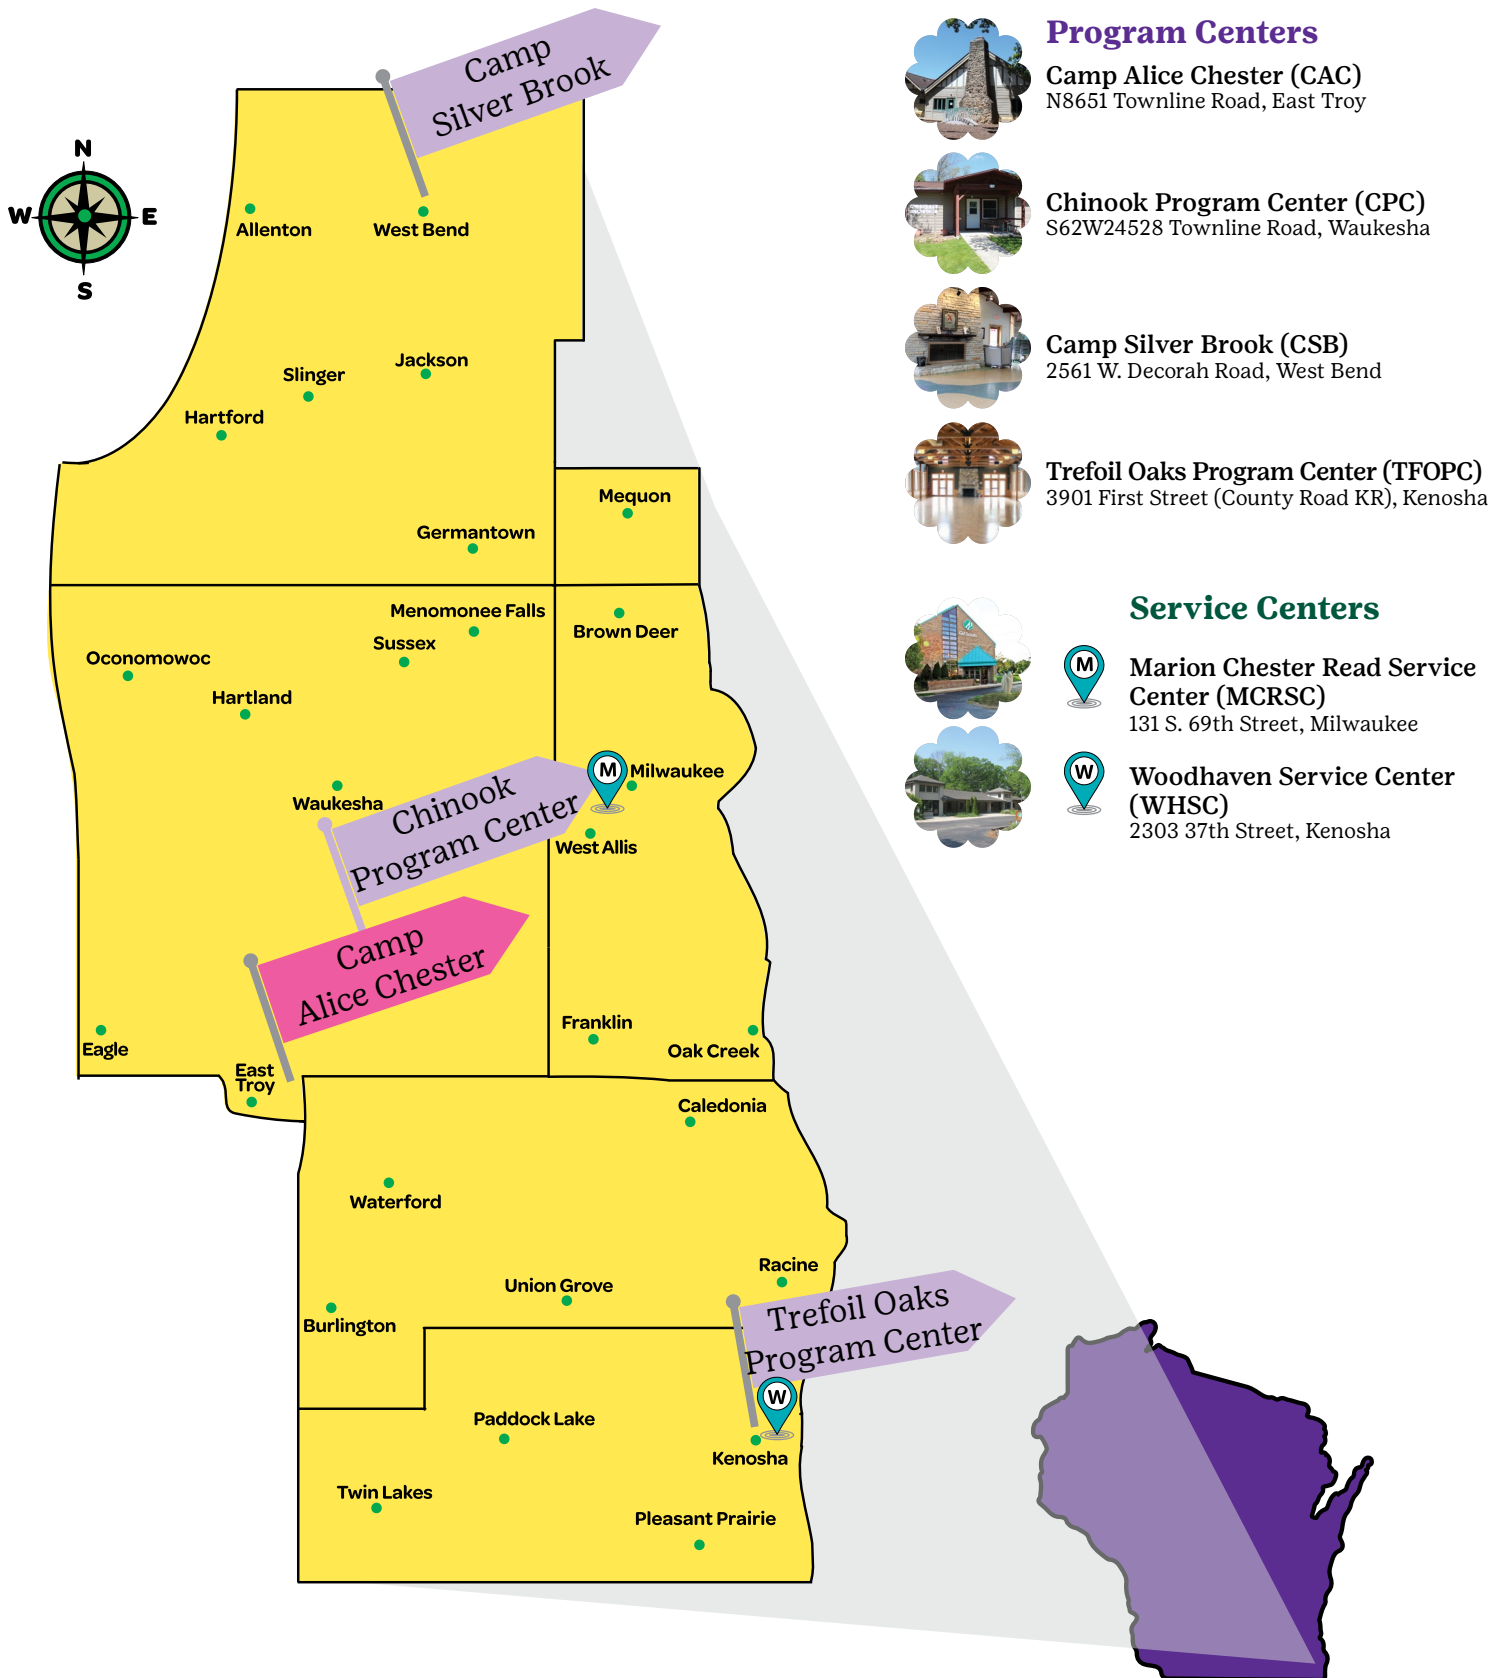 Camp
Silver Brook
N
W
E
S
Allenton
West Bend
Jackson
Slinger
Hartford
Mequon
Germantown
Menomonee Falls
Brown Deer
Sussex
Oconomowoc
Hartland
M
Milwaukee
Waukesha
Chinook
Program Center
West Allis
Camp
Alice Chester
Franklin
Oak Creek
Eagle
East
Troy
Caledonia
Waterford
Racine
Union Grove
Burlington
Trefoil Oaks
Program Center
W
Paddock Lake
Kenosha
Twin Lakes
Pleasant Prairie
Program Centers
Camp Alice Chester (CAC)
N8651 Townline Road, East Troy
Chinook Program Center (CPC)
S62W24528 Townline Road, Waukesha
Camp Silver Brook (CSB)
2561 W. Decorah Road, West Bend
Trefoil Oaks Program Center (TFOPC)
3901 First Street (County Road KR), Kenosha
Service Centers
M
Marion Chester Read Service
Center (MCRSC)
131 S. 69th Street, Milwaukee
W
Woodhaven Service Center
(WHSC)
2303 37th Street, Kenosha